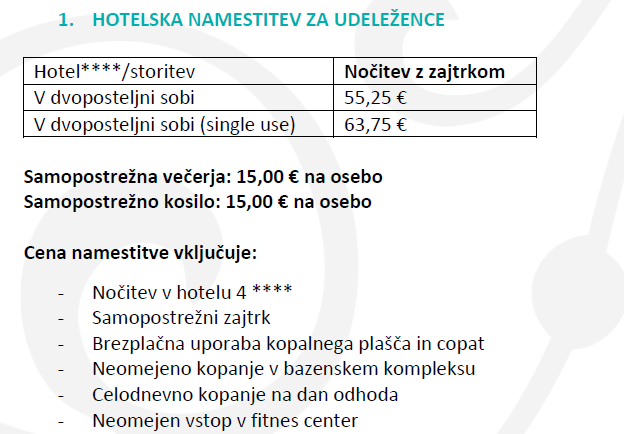 1. HOTELSKA NAMESTITEV ZA UDELEŽENCE
Hotel****/storitev Nočitev z zajtrkom
V dvoposteljni sobi 55,25 €
V dvoposteljni sobi (single use) 63,75 €
Samopostrežna večerja: 15,00 € na osebo
Samopostrežno kosilo: 15,00 € na osebo
Cena namestitve vključuje:
- Nočitev v hotelu 4 ****
- Samopostrežni zajtrk
- Brezplačna uporaba kopalnega plašča in copat
- Neomejeno kopanje v bazenskem kompleksu
- Celodnevno kopanje na dan odhoda
- Neomejen vstop v fitnes center